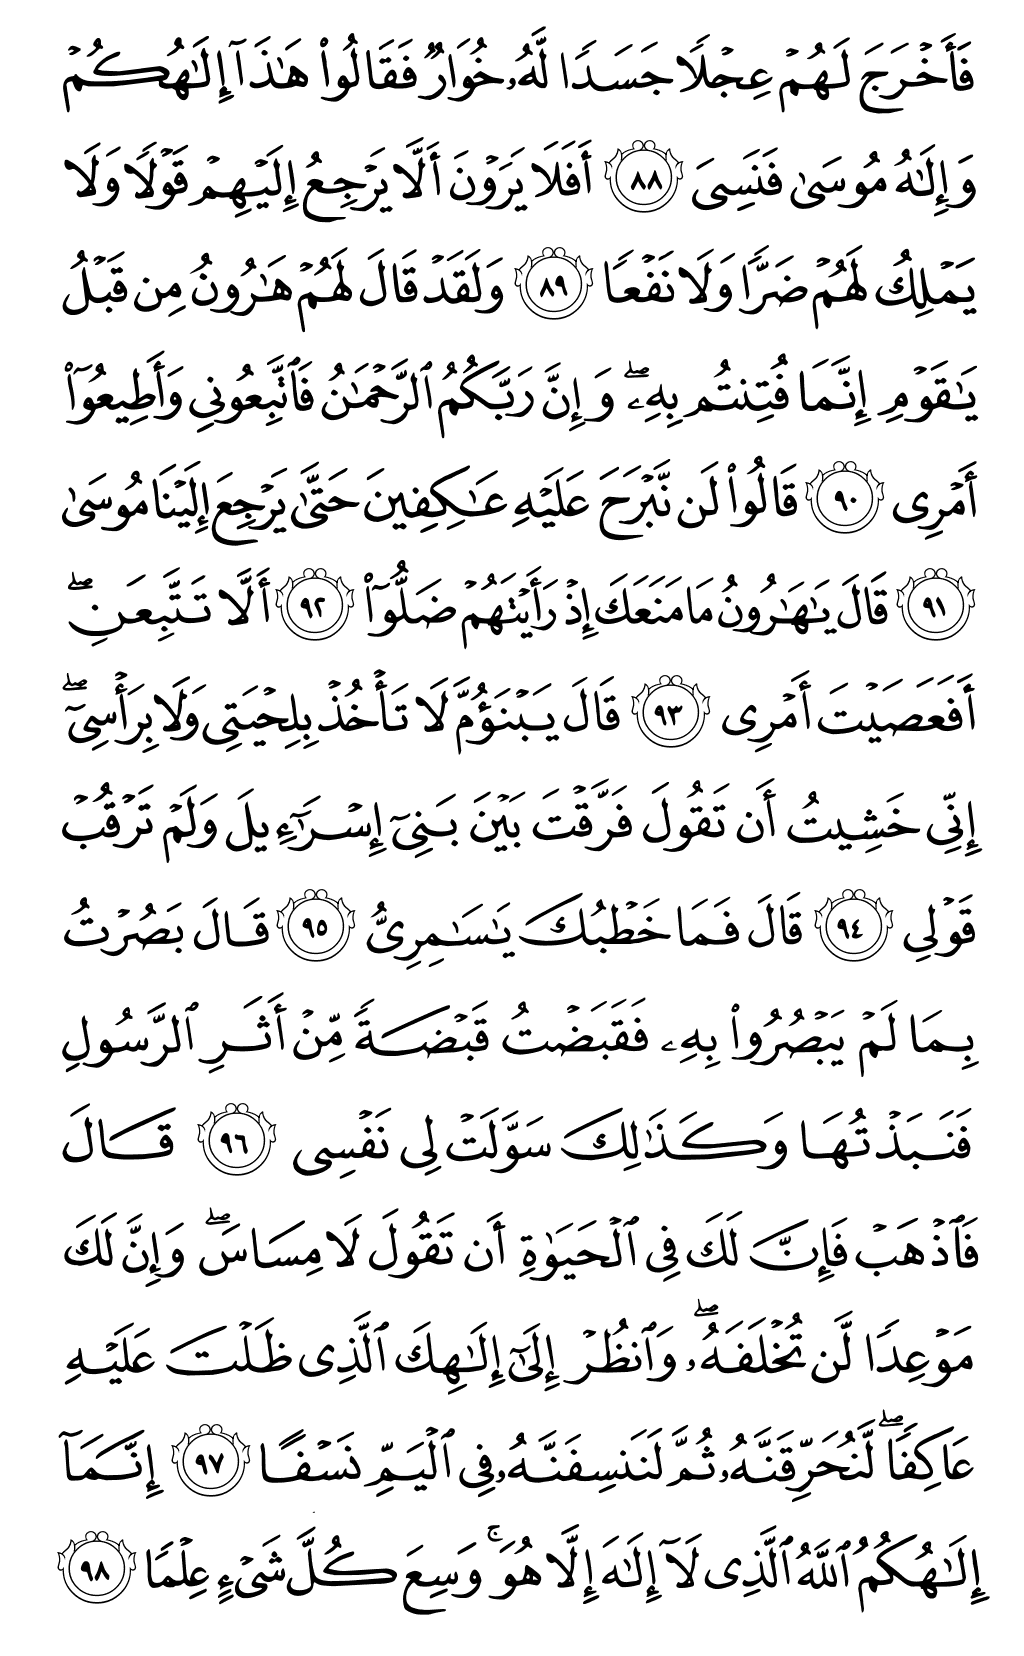 فَأَخۡرَجَ لَهُمۡ عِجۡلٗا جَسَدٗا لَّهُۥ خُوَارٞ فَقَالُواْ هَٰذَآ إِلَٰهُكُمۡ
وَإِلَٰهُ مُوسَىٰ فَنَسِيَ ٨٨ أَفَلَا يَرَوۡنَ أَلَّا يَرۡجِعُ إِلَيۡهِمۡ قَوۡلٗا وَلَا
يَمۡلِكُ لَهُمۡ ضَرّٗا وَلَا نَفۡعٗا ٨٩ وَلَقَدۡ قَالَ لَهُمۡ هَٰرُونُ مِن قَبۡلُ
يَٰقَوۡمِ إِنَّمَا فُتِنتُم بِهِۦۖ وَإِنَّ رَبَّكُمُ ٱلرَّحۡمَٰنُ فَٱتَّبِعُونِي وَأَطِيعُوٓاْ
أَمۡرِي ٩٠ قَالُواْ لَن نَّبۡرَحَ عَلَيۡهِ عَٰكِفِينَ حَتَّىٰ يَرۡجِعَ إِلَيۡنَا مُوسَىٰ
٩١ قَالَ يَٰهَٰرُونُ مَا مَنَعَكَ إِذۡ رَأَيۡتَهُمۡ ضَلُّوٓاْ ٩٢ أَلَّا تَتَّبِعَنِۖ
أَفَعَصَيۡتَ أَمۡرِي ٩٣ قَالَ يَبۡنَؤُمَّ لَا تَأۡخُذۡ بِلِحۡيَتِي وَلَا بِرَأۡسِيٓۖ
إِنِّي خَشِيتُ أَن تَقُولَ فَرَّقۡتَ بَيۡنَ بَنِيٓ إِسۡرَٰٓءِيلَ وَلَمۡ تَرۡقُبۡ
قَوۡلِي ٩٤ قَالَ فَمَا خَطۡبُكَ يَٰسَٰمِرِيُّ ٩٥ قَالَ بَصُرۡتُ
بِمَا لَمۡ يَبۡصُرُواْ بِهِۦ فَقَبَضۡتُ قَبۡضَةٗ مِّنۡ أَثَرِ ٱلرَّسُولِ
فَنَبَذۡتُهَا وَكَذَٰلِكَ سَوَّلَتۡ لِي نَفۡسِي ٩٦ قَالَ
فَٱذۡهَبۡ فَإِنَّ لَكَ فِي ٱلۡحَيَوٰةِ أَن تَقُولَ لَا مِسَاسَۖ وَإِنَّ لَكَ
مَوۡعِدٗا لَّن تُخۡلَفَهُۥۖ وَٱنظُرۡ إِلَىٰٓ إِلَٰهِكَ ٱلَّذِي ظَلۡتَ عَلَيۡهِ
عَاكِفٗاۖ لَّنُحَرِّقَنَّهُۥ ثُمَّ لَنَنسِفَنَّهُۥ فِي ٱلۡيَمِّ نَسۡفًا ٩٧ إِنَّمَآ
إِلَٰهُكُمُ ٱللَّهُ ٱلَّذِي لَآ إِلَٰهَ إِلَّا هُوَۚ وَسِعَ كُلَّ شَيۡءٍ عِلۡمٗا ٩٨